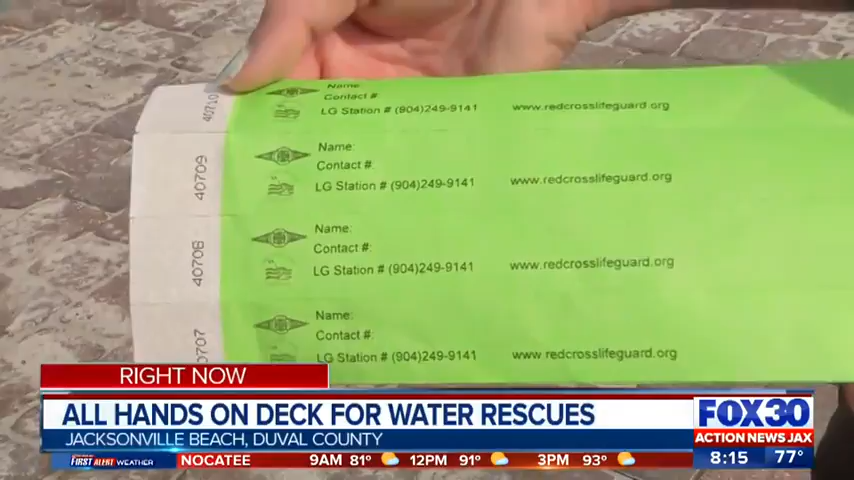 40710
Name:
Contact #:
LG Station # (904)249-9141 www.redcrosslifeguard.org
40709
Name:
Contact #:
LG Station # (904)249-9141 www.redcrosslifeguard.org
40708
Name:
Contact #:
LG Station # (904)249-9141 www.redcrosslifeguard.org
0707
Name:
Contact #:
LG Station # (904)249-9141 www.redcrosslifeguard.org
RIGHT NOW
ALL HANDS ON DECK FOR WATER RESCUES
JACKSONVILLE BEACH, DUVAL COUNTY
FOX30
ACTION NEWS JAX
8:15 77°
FIRST ALERT WEATHER NOCATEE 9AM 81° 12PM 91° 3PM 93°